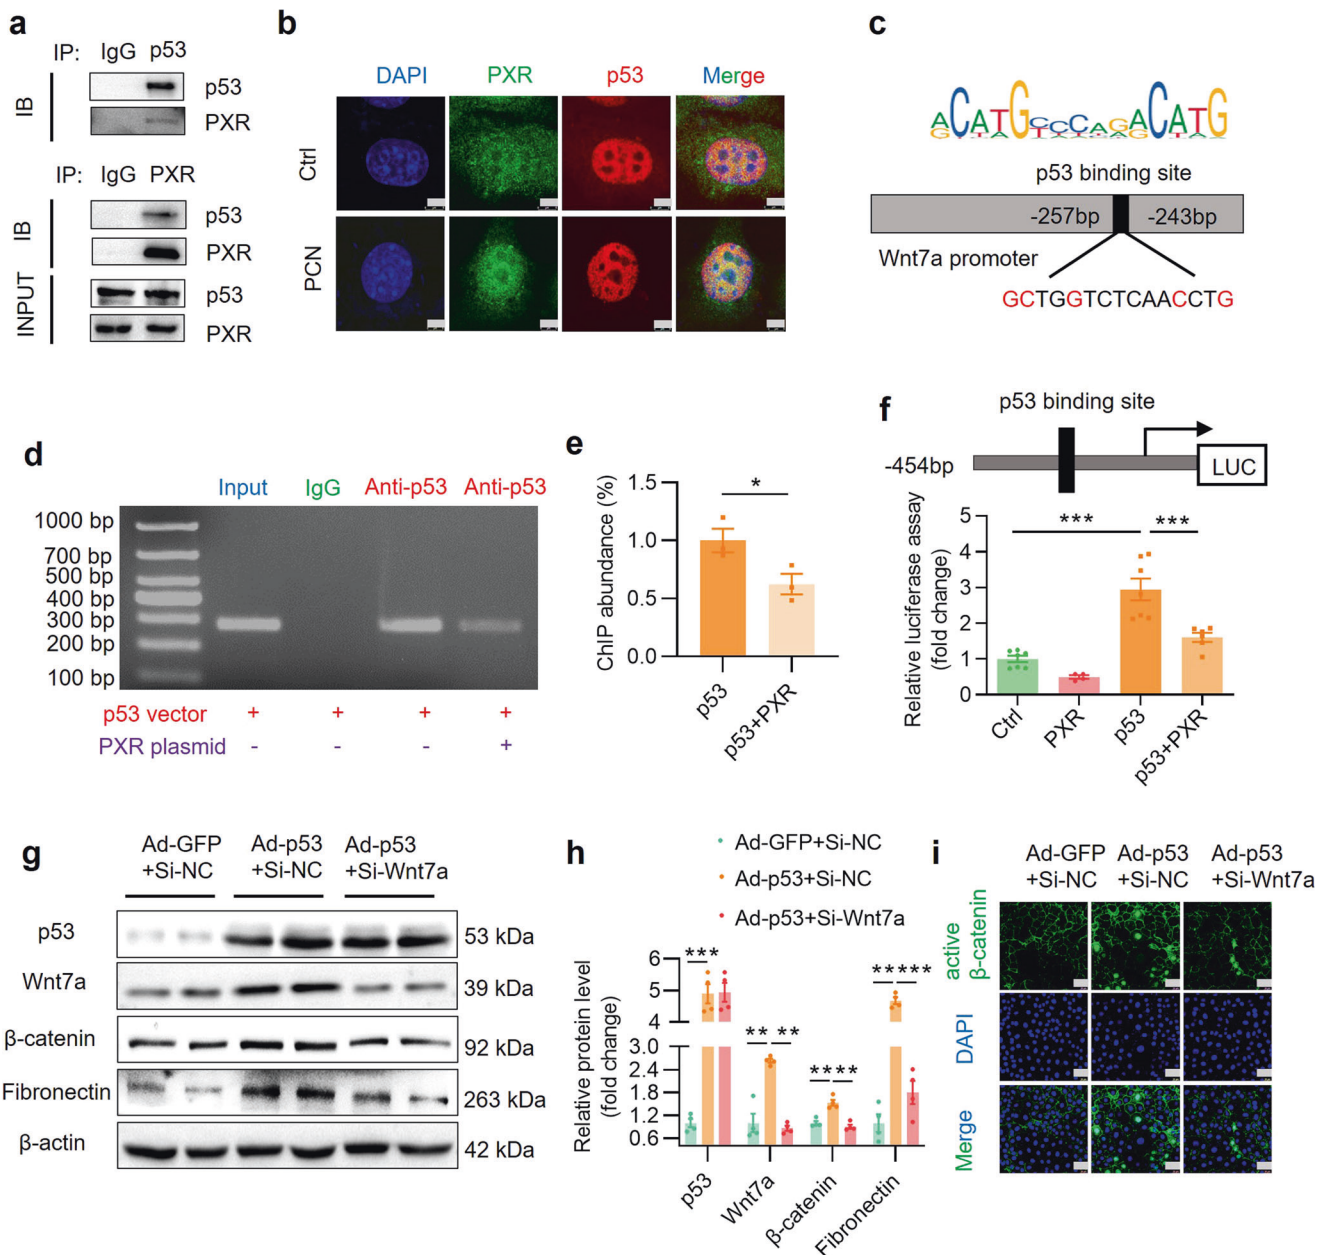 a
IP: IgG p53
IB
p53
PXR
IP: IgG PXR
IB
p53
PXR
INPUT
p53
PXR
b
DAPI PXR p53 Merge
Ctrl
PCN
c
ACATGCCCAGACATG
p53 binding site
-257bp -243bp
Wnt7a promoter
GCTGGTCTCAACCTG
d
Input IgG Anti-p53 Anti-p53
1000 bp
700 bp
500 bp
400 bp
300 bp
200 bp
100 bp
p53 vector + + + +
PXR plasmid - - - +
e
ChIP abundance (%)
1.5
1.0
0.5
0.0
*
p53
p53+PXR
f
p53 binding site
-454bp
LUC
Relative luciferase assay
(fold change)
5
4
3
2
1
0
*** ***
Ctrl
PXR
p53
p53+PXR
g
Ad-GFP Ad-p53 Ad-p53
+Si-NC +Si-NC +Si-Wnt7a
p53 53 kDa
Wnt7a 39 kDa
β-catenin 92 kDa
Fibronectin 263 kDa
β-actin 42 kDa
h
Ad-GFP+Si-NC
Ad-p53+Si-NC
Ad-p53+Si-Wnt7a
Relative protein level
(fold change)
6
5
4
3.0
2.4
1.8
1.2
0.6
***
** **
****
*****
p53
Wnt7a
β-catenin
Fibronectin
i
Ad-GFP Ad-p53 Ad-p53
+Si-NC +Si-NC +Si-Wnt7a
active
β-catenin
DAPI
Merge